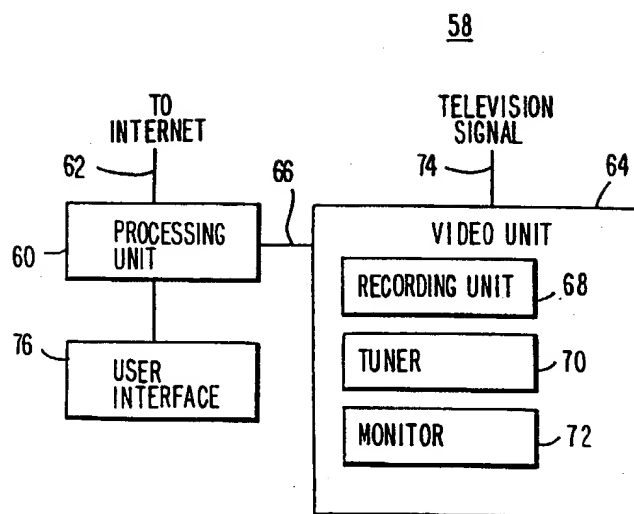 58
TO
INTERNET
TELEVISION
SIGNAL
62
66
74
64
PROCESSING
UNIT
60
VIDEO UNIT
RECORDING UNIT
68
76
USER
INTERFACE
TUNER
70
MONITOR
72